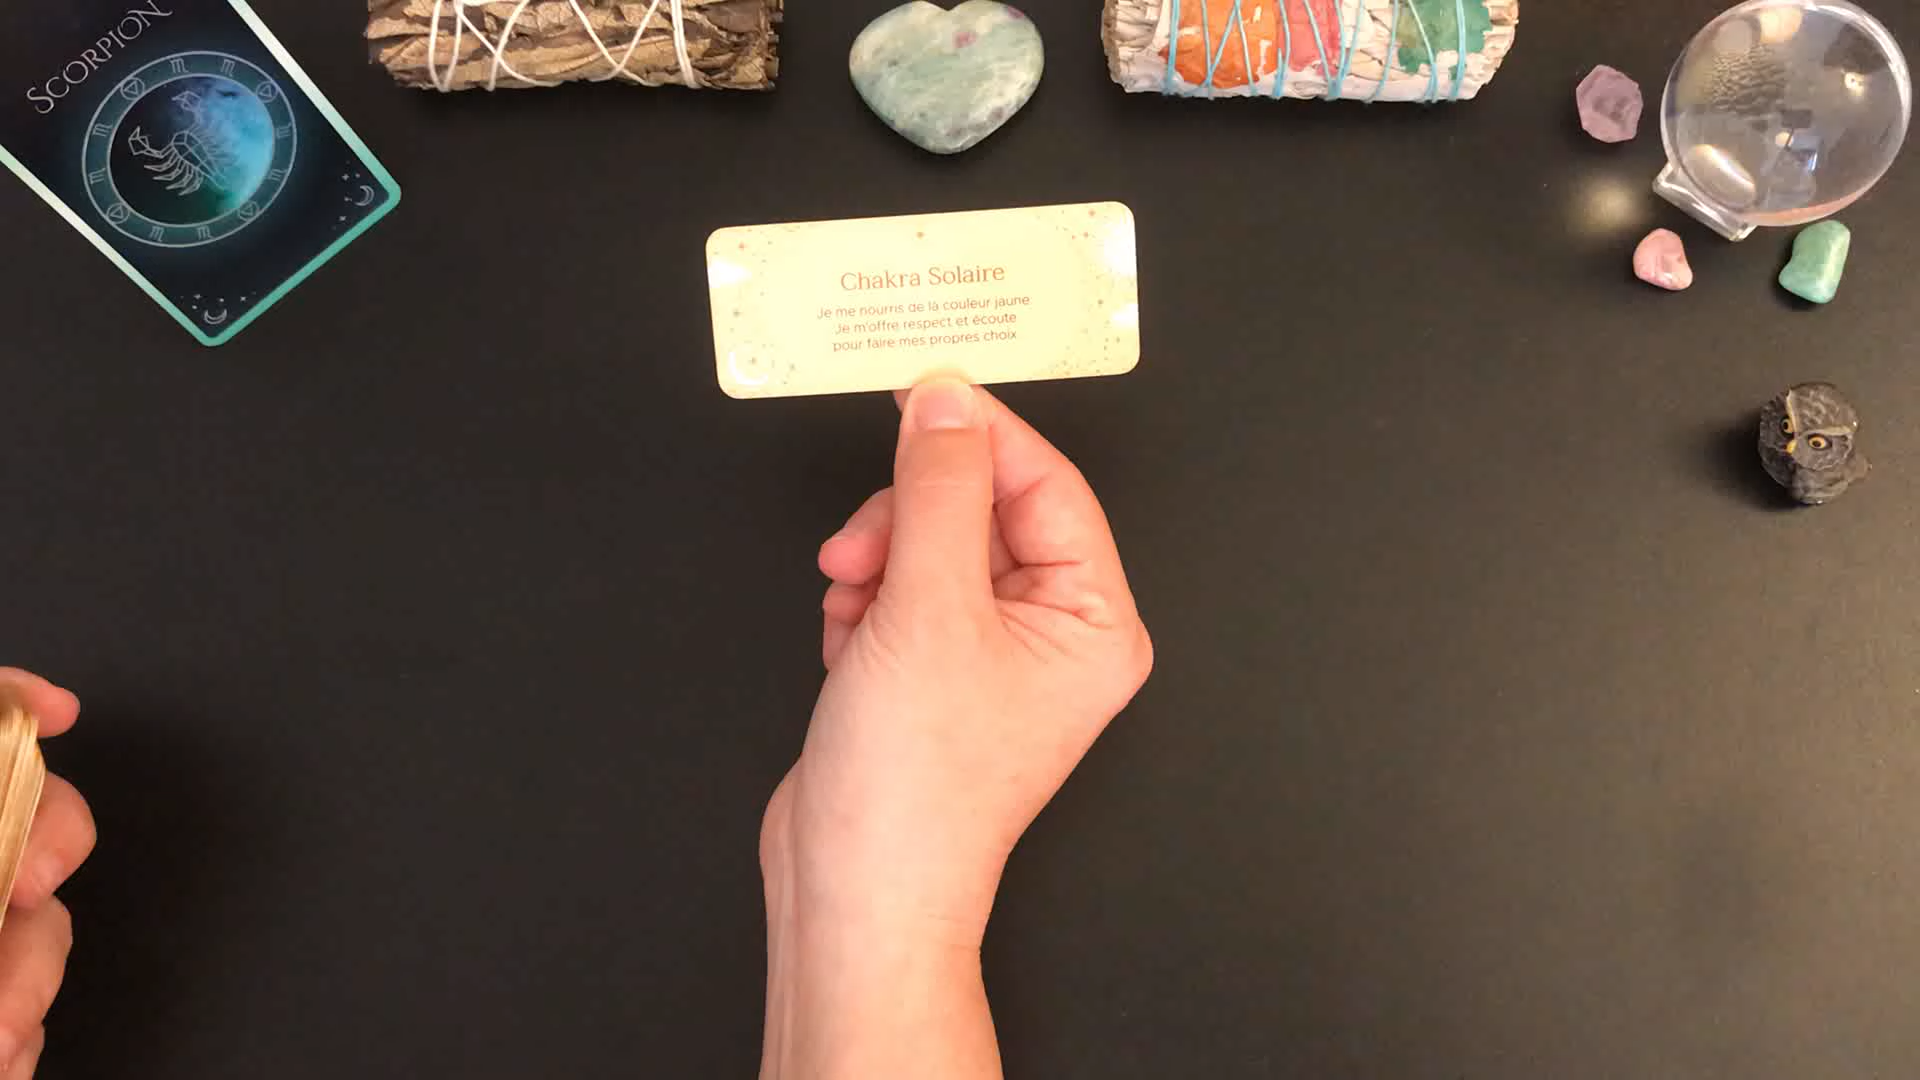 SCORPION
Chakra Solaire
Je me nourris de la couleur jaune
Je m'offre respect et écoute
pour faire mes propres choix